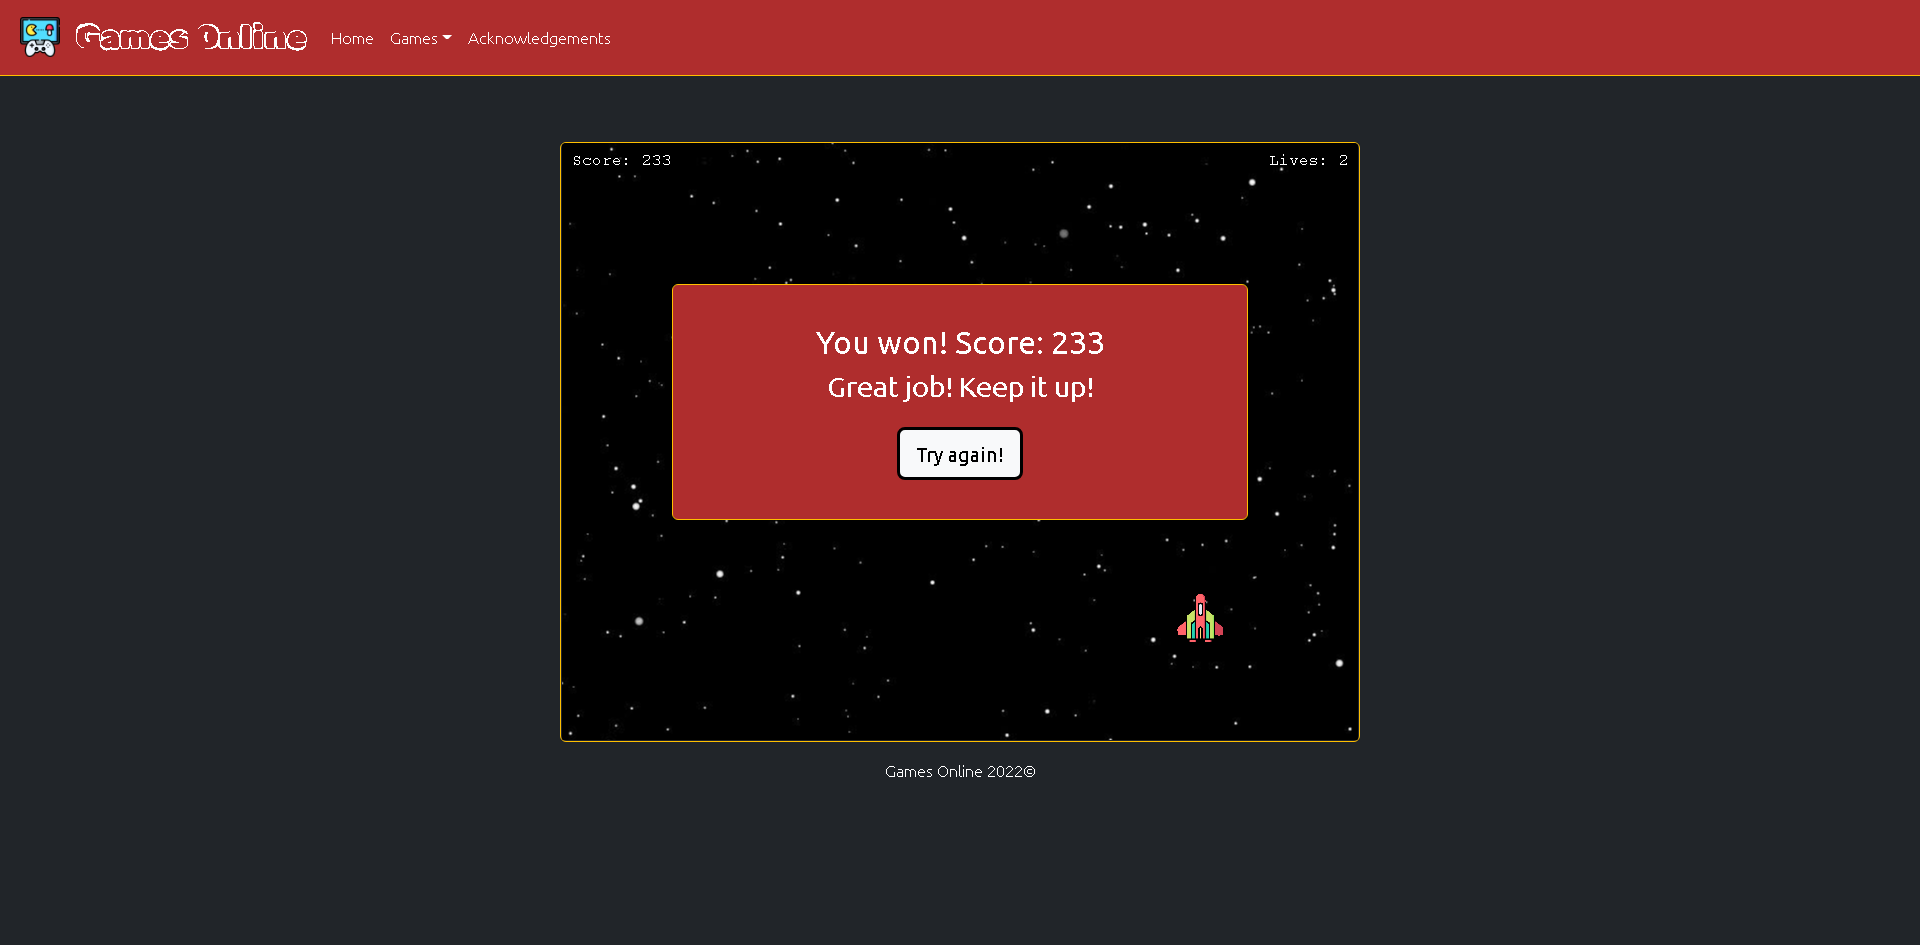 Games Online Home Games Acknowledgements
Score: 233 Lives: 2
You won! Score: 233
Great job! Keep it up!
Try again!
Games Online 2022©